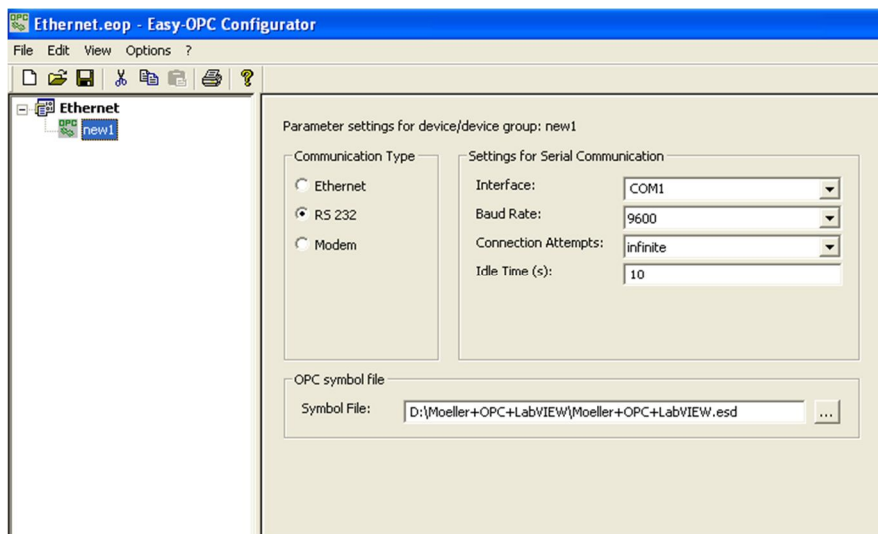 Ethernet.eop - Easy-OPC Configurator
File Edit View Options ?
Ethernet
OPC new1
Parameter settings for device/device group: new1
Communication Type
Ethernet
RS 232
Modem
Settings for Serial Communication
Interface: COM1
Baud Rate: 9600
Connection Attempts: infinite
Idle Time (s): 10
OPC symbol file
Symbol File: D:\Moeller+OPC+LabVIEW\Moeller+OPC+LabVIEW.esd ...